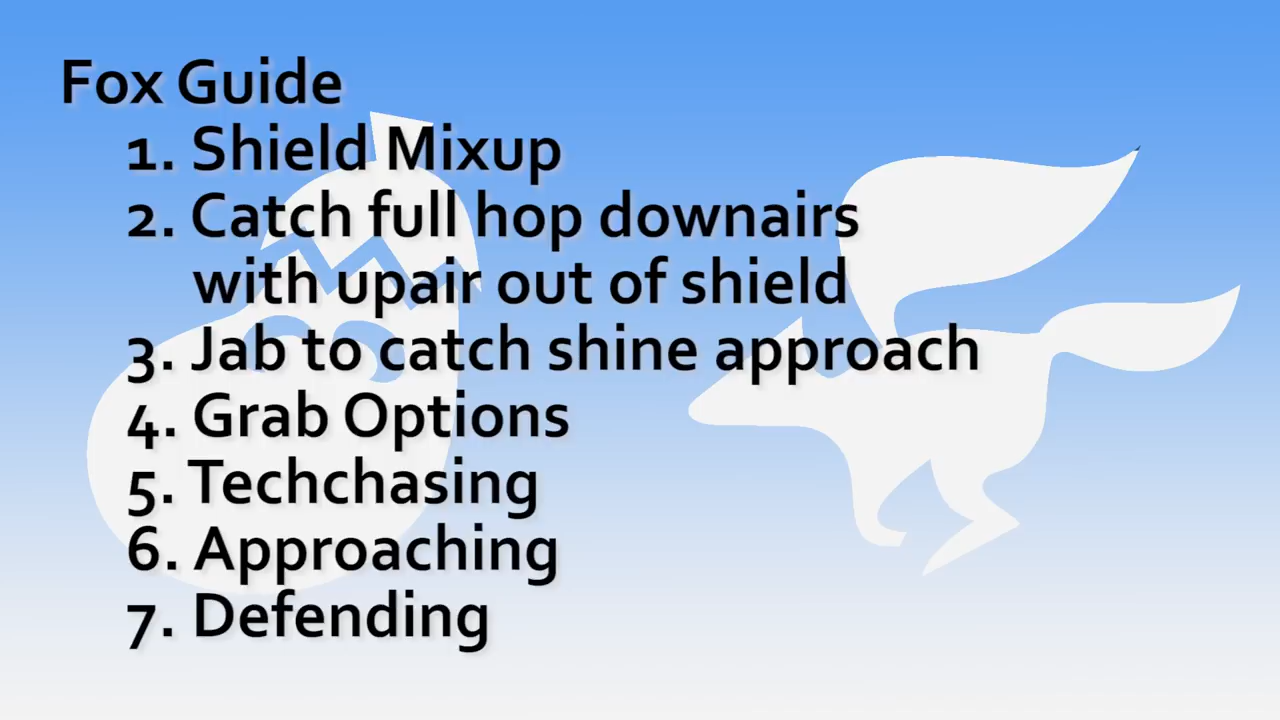 Fox Guide
1. Shield Mixup
2. Catch full hop downairs
with upair out of shield
3. Jab to catch shine approach
4. Grab Options
5. Techchasing
6. Approaching
7. Defending